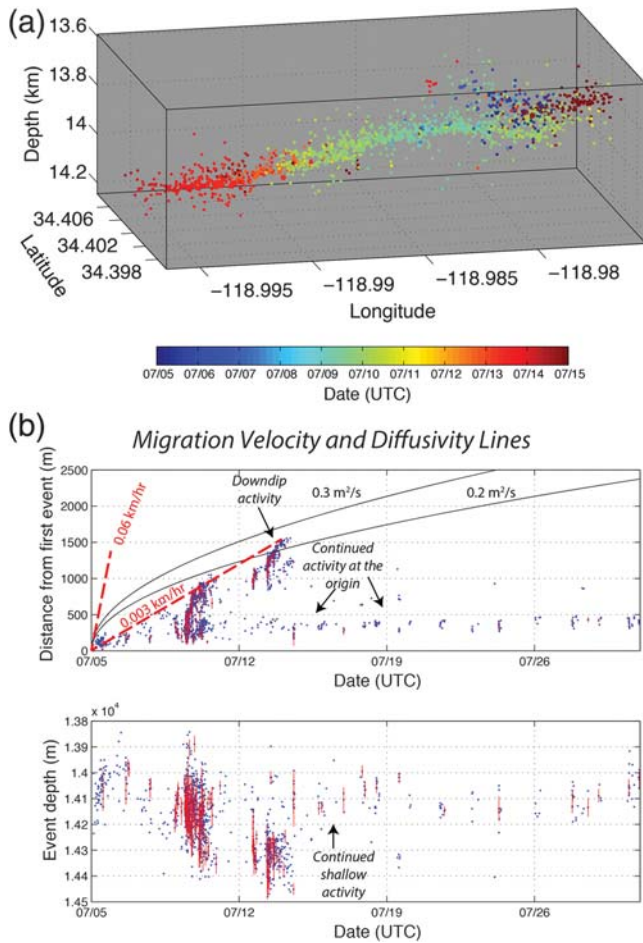 (a)
13.6
13.8
14
14.2
Depth (km)
34.406
34.402
34.398
Latitude
−118.995
−118.99
−118.985
−118.98
Longitude
07/05 07/06 07/07 07/08 07/09 07/10 07/11 07/12 07/13 07/14 07/15
Date (UTC)
(b)
Migration Velocity and Diffusivity Lines
Distance from first event (m)
2500
2000
1500
1000
500
0
0.06 km/hr
0.003 km/hr
Downdip
activity
0.3 m²/s
0.2 m²/s
Continued
activity at the
origin
07/05 07/12 07/19 07/26
Date (UTC)
x 10⁴
Event depth (m)
1.38
1.39
1.4
1.41
1.42
1.43
1.44
1.45
Continued
shallow
activity
07/05 07/12 07/19 07/26
Date (UTC)